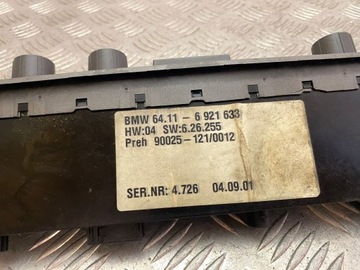 BMW 64.11 - 6 921 633
HW:04 SW:6.26.255
Preh 90025-121/0012
SER.NR: 4.726 04.09.01